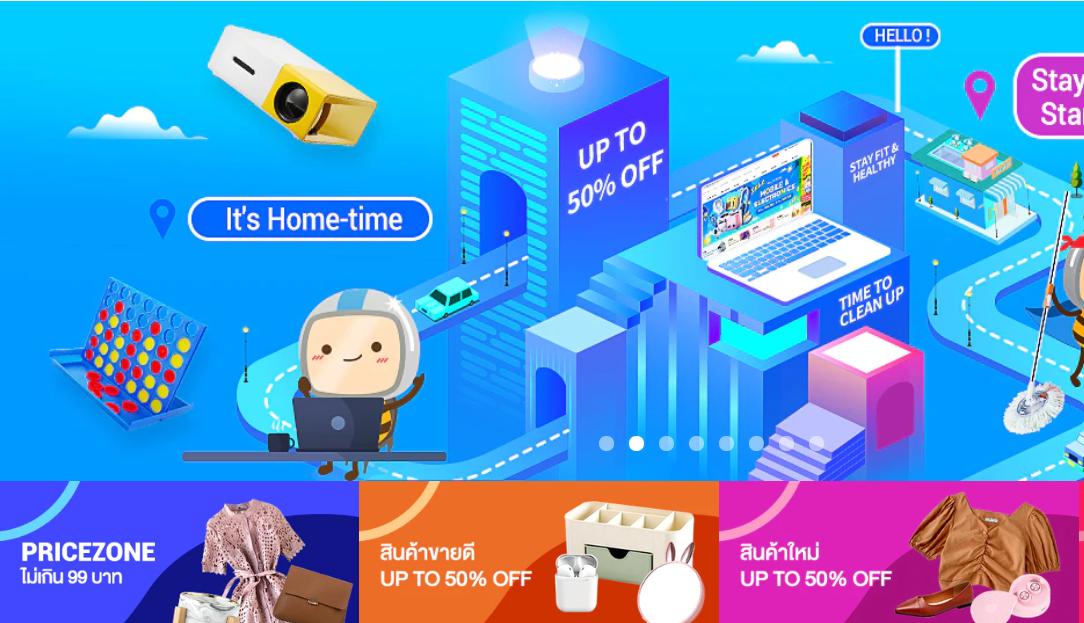 HELLO !
Stay
Sta
UP TO
50% OFF
STAY FIT &
HEALTHY
MOBILE &
ELECTRONICS
It's Home-time
TIME TO
CLEAN UP
PRICEZONE
ไม่เกิน 99 บาท
สินค้าขายดี
UP TO 50% OFF
สินค้าใหม่
UP TO 50% OFF